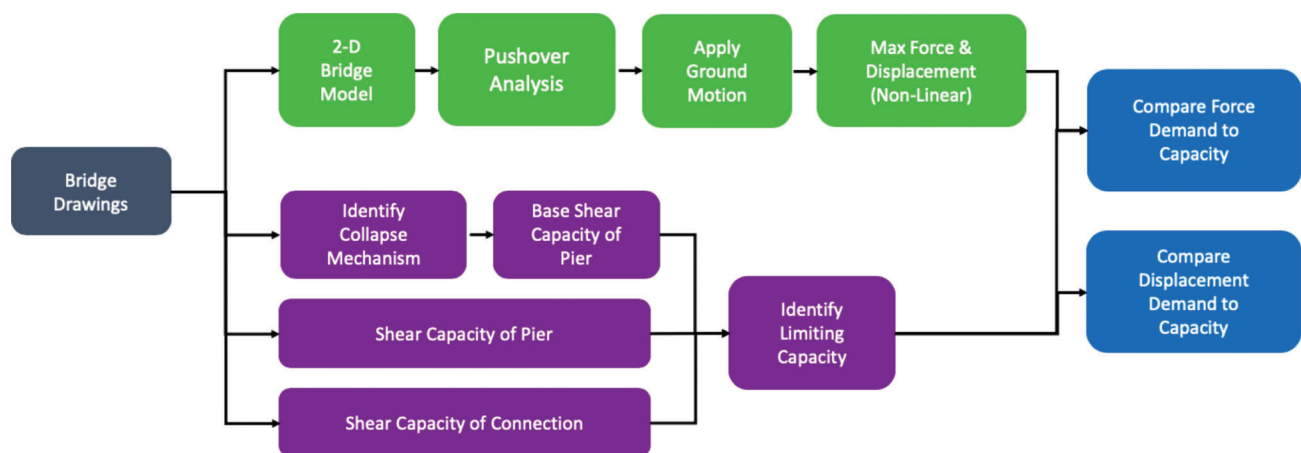 2-D
Bridge
Model
Pushover
Analysis
Apply
Ground
Motion
Max Force &
Displacement
(Non-Linear)
Compare Force
Demand to
Capacity
Bridge
Drawings
Identify
Collapse
Mechanism
Base Shear
Capacity of
Pier
Compare
Displacement
Demand to
Capacity
Shear Capacity of Pier
Identify
Limiting
Capacity
Shear Capacity of Connection